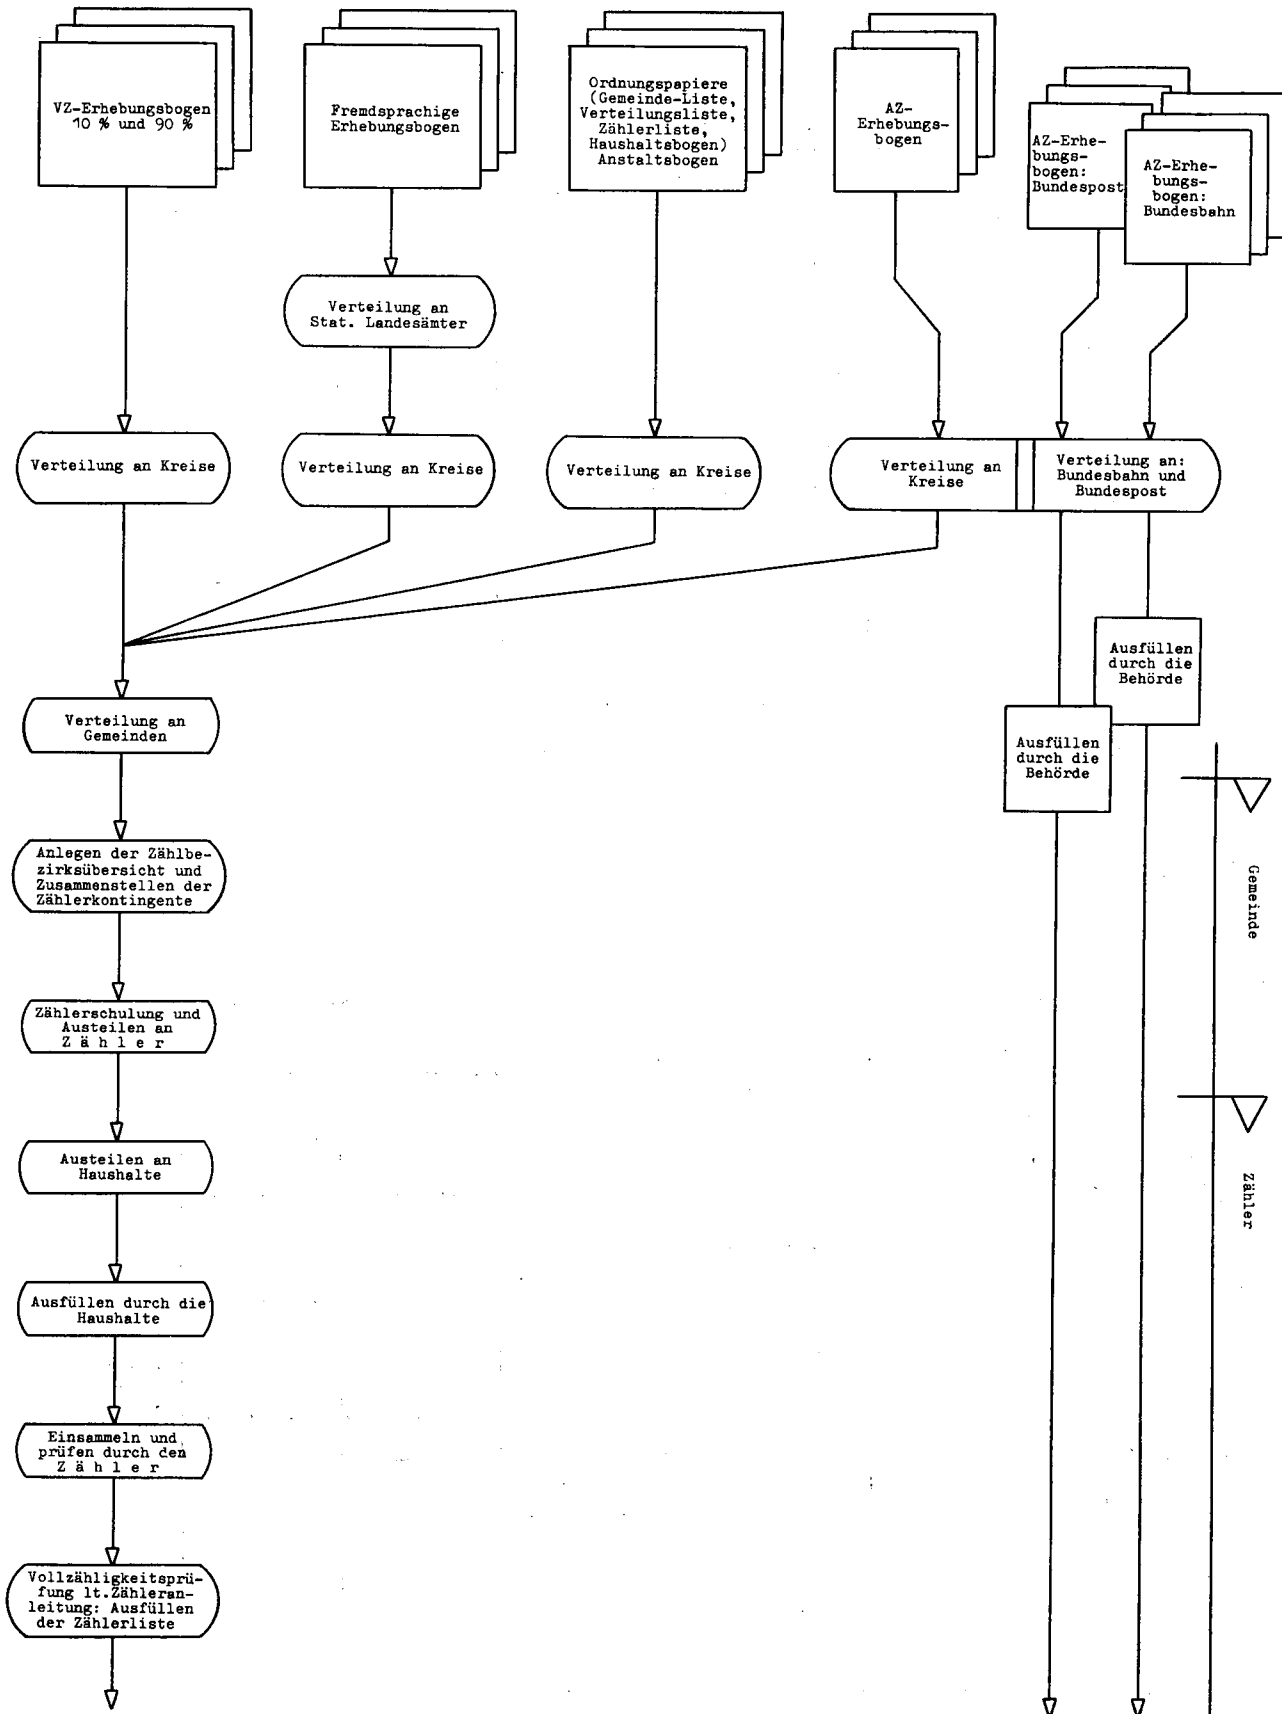 VZ-Erhebungsbogen
10 % und 90 %
Fremdsprachige
Erhebungsbogen
Ordnungspapiere
(Gemeinde-Liste,
Verteilungsliste,
Zählerliste,
Haushaltsbogen)
Anstaltsbogen
AZ-
Erhebungs-
bogen
AZ-Erhe-
bungs-
bogen:
Bundespost
AZ-Erhe-
bungs-
bogen:
Bundesbahn
Verteilung an
Stat. Landesämter
Verteilung an Kreise
Verteilung an Kreise
Verteilung an Kreise
Verteilung an
Kreise
Verteilung an:
Bundesbahn und
Bundespost
Ausfüllen
durch die
Behörde
Verteilung an
Gemeinden
Ausfüllen
durch die
Behörde
Anlegen der Zählbe-
zirksübersicht und
Zusammenstellen der
Zählerkontingente
Gemeinde
Zählerschulung und
Austeilen an
Z ä h l e r
Austeilen an
Haushalte
Zähler
Ausfüllen durch die
Haushalte
Einsammeln und
prüfen durch den
Z ä h l e r
Vollzähligkeitsprü-
fung lt.Zähleran-
leitung: Ausfüllen
der Zählerliste